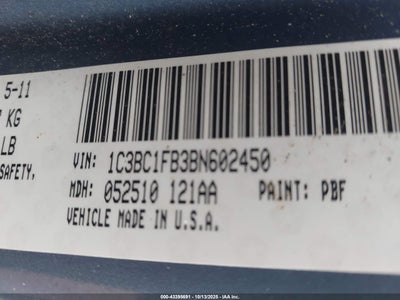 5-11
KG
LB
SAFETY,
VIN: 1C3BC1FB3BN602450
MDH: 052510 121AA PAINT: PBF
VEHICLE MADE IN U.S.A.
000-43395691 | 10/13/2025 - IAA Inc.